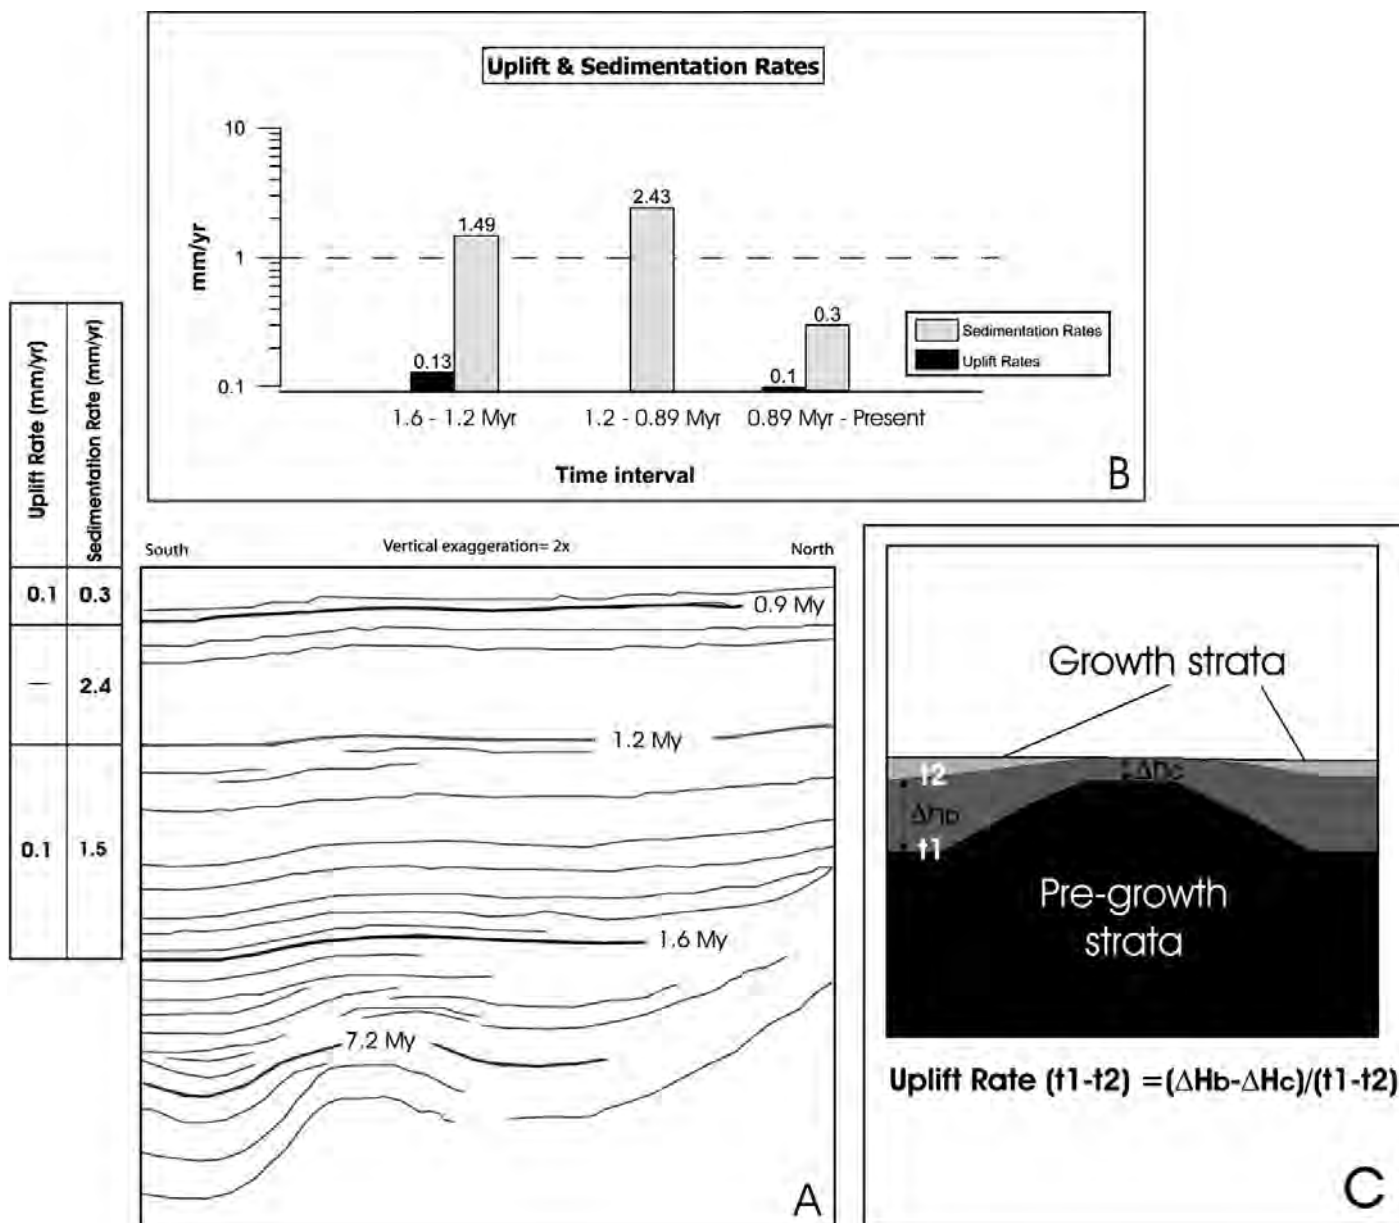 Uplift & Sedimentation Rates
10
1
0.1
mm/yr
0.13
1.49
2.43
0.1
0.3
Sedimentation Rates
Uplift Rates
1.6 - 1.2 Myr
1.2 - 0.89 Myr
0.89 Myr - Present
Time interval
B
Uplift Rate (mm/yr)
Sedimentation Rate (mm/yr)
0.1 0.3
— 2.4
0.1 1.5
South
Vertical exaggeration= 2x
North
0.9 My
1.2 My
1.6 My
7.2 My
A
Growth strata
t2
ΔHc
ΔHb
t1
Pre-growth
strata
Uplift Rate (t1-t2) =(ΔHb-ΔHc)/(t1-t2)
C